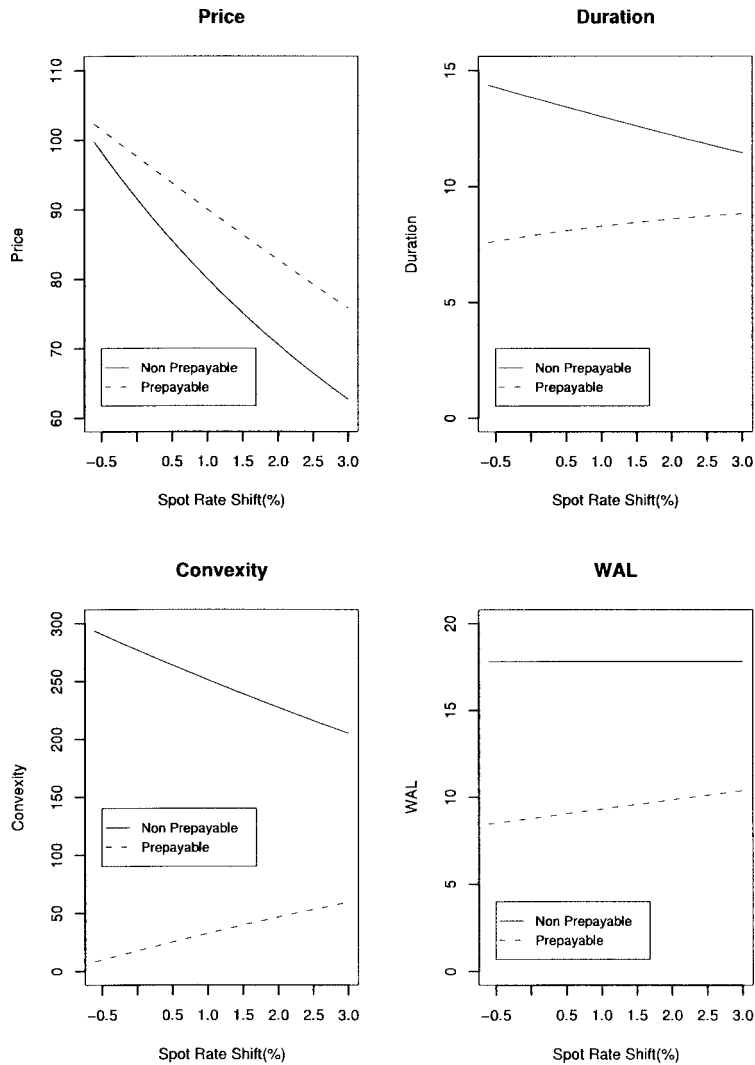 Price
Price
60 70 80 90 100 110
Non Prepayable
Prepayable
−0.5 0.5 1.0 1.5 2.0 2.5 3.0
Spot Rate Shift(%)
Duration
Duration
0 5 10 15
Non Prepayable
Prepayable
−0.5 0.5 1.0 1.5 2.0 2.5 3.0
Spot Rate Shift(%)
Convexity
Convexity
0 50 100 150 200 250 300
Non Prepayable
Prepayable
−0.5 0.5 1.0 1.5 2.0 2.5 3.0
Spot Rate Shift(%)
WAL
WAL
0 5 10 15 20
Non Prepayable
Prepayable
−0.5 0.5 1.0 1.5 2.0 2.5 3.0
Spot Rate Shift(%)